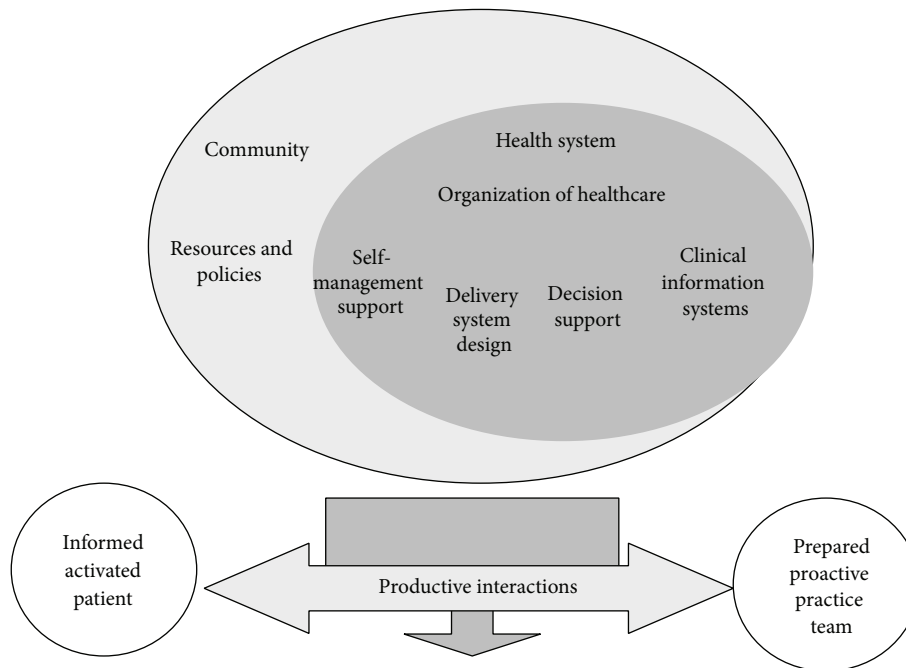 Community
Health system
Organization of healthcare
Resources and
policies
Self-
management
support
Delivery
system
design
Decision
support
Clinical
information
systems
Informed
activated
patient
Productive interactions
Prepared
proactive
practice
team